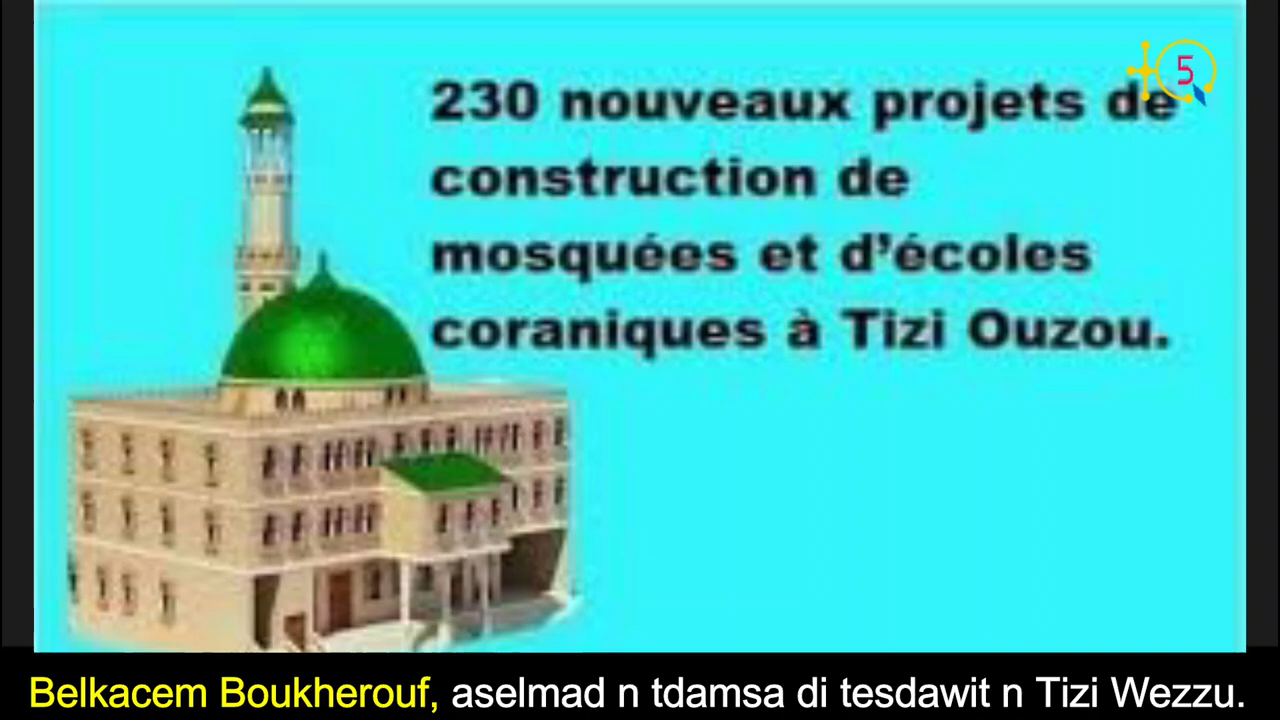 230 nouveaux projets de
construction de
mosquées et d'écoles
coraniques à Tizi Ouzou.
5
Belkacem Boukherouf, aselmad n tdamsa di tesdawit n Tizi Wezzu.